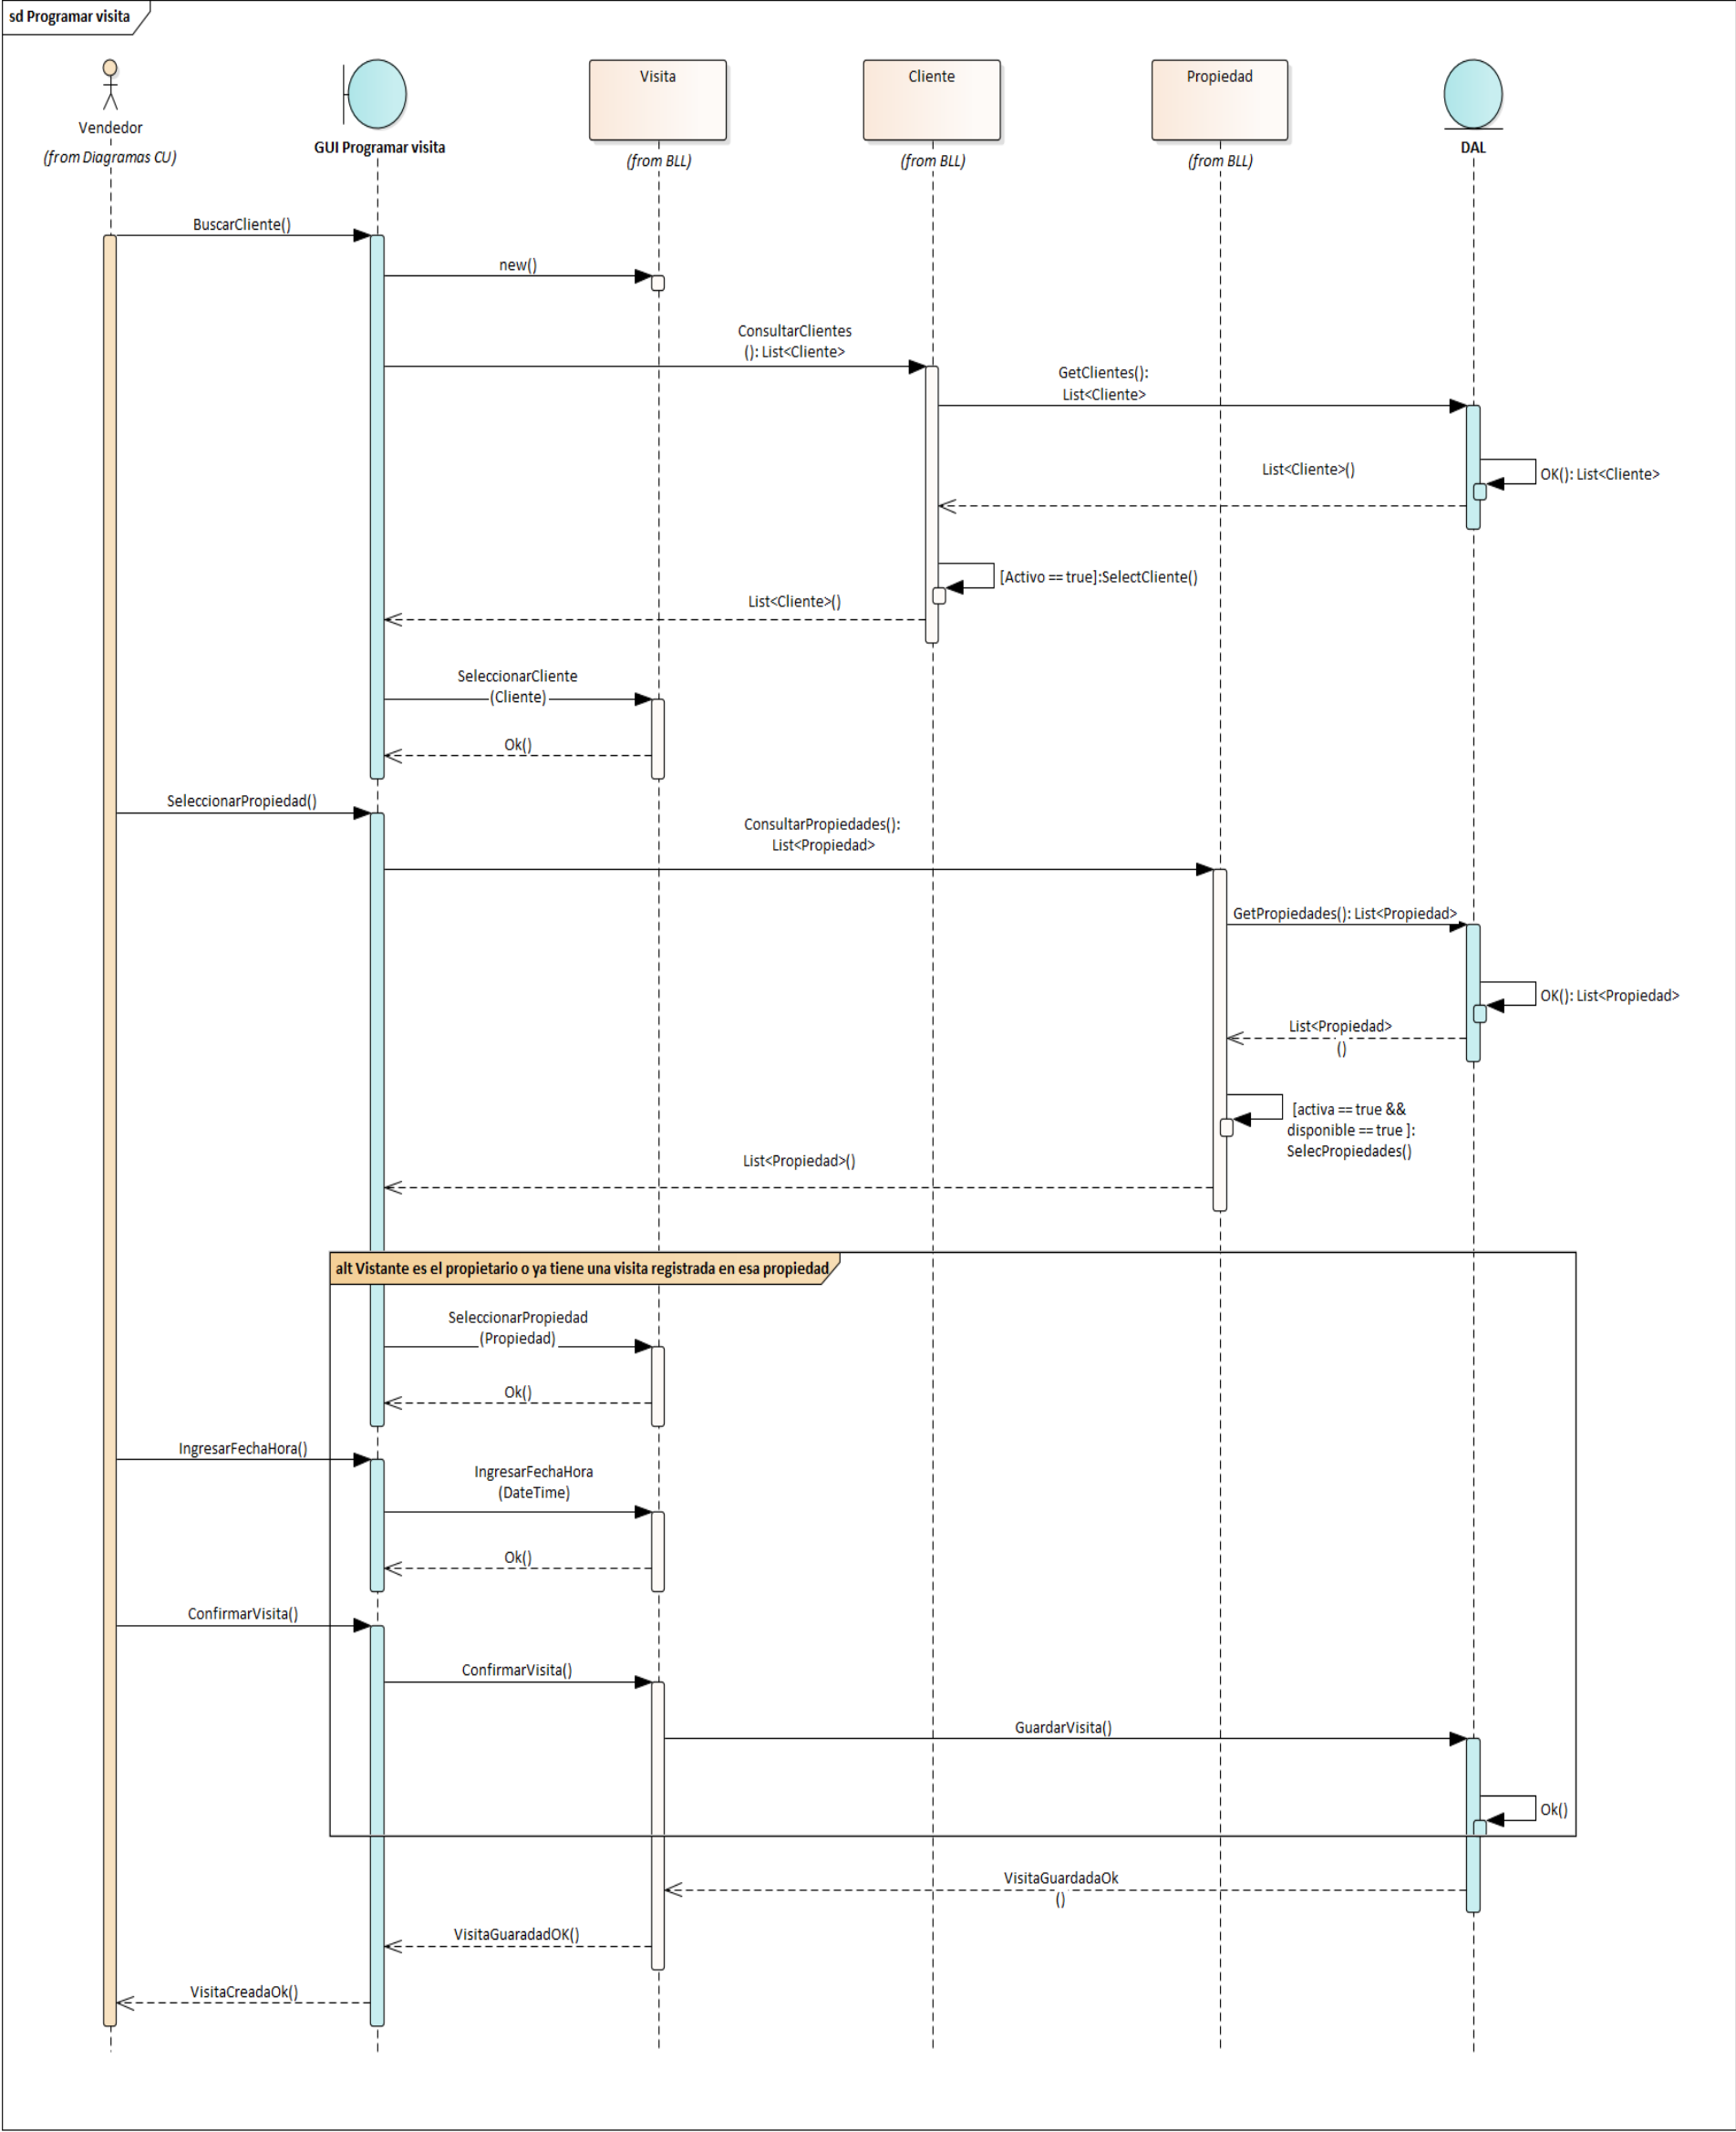 sd Programar visita
Vendedor
(from Diagramas CU)
GUI Programar visita
Visita
(from BLL)
Cliente
(from BLL)
Propiedad
(from BLL)
DAL
BuscarCliente()
new()
ConsultarClientes
(): List<Cliente>
GetClientes():
List<Cliente>
OK(): List<Cliente>
List<Cliente>()
[Activo == true]:SelectCliente()
List<Cliente>()
SeleccionarCliente
(Cliente)
Ok()
SeleccionarPropiedad()
ConsultarPropiedades():
List<Propiedad>
GetPropiedades(): List<Propiedad>
OK(): List<Propiedad>
List<Propiedad>
()
[activa == true &&
disponible == true ]:
SelecPropiedades()
List<Propiedad>()
alt Vistante es el propietario o ya tiene una visita registrada en esa propiedad
SeleccionarPropiedad
(Propiedad)
Ok()
IngresarFechaHora()
IngresarFechaHora
(DateTime)
Ok()
ConfirmarVisita()
ConfirmarVisita()
GuardarVisita()
Ok()
VisitaGuardadaOk
()
VisitaGuaradadOK()
VisitaCreadaOk()